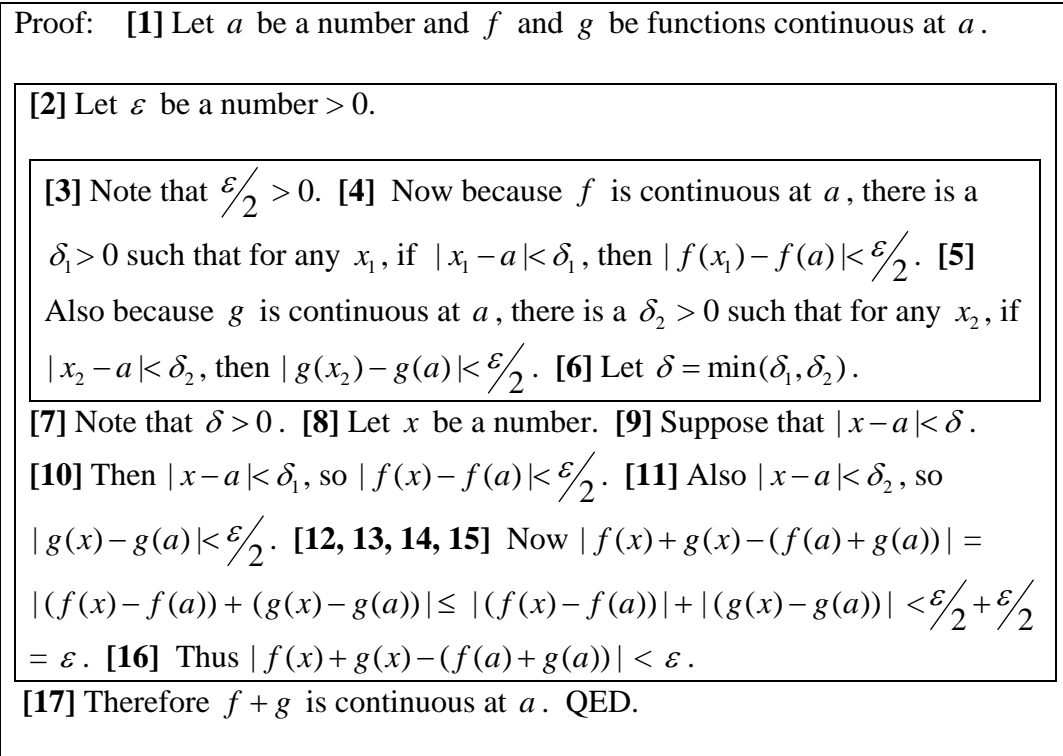 Proof: [1] Let a be a number and f and g be functions continuous at a.
[2] Let ε be a number > 0.
[3] Note that ε/2 > 0. [4] Now because f is continuous at a, there is a
δ₁ > 0 such that for any x₁, if |x₁ − a| < δ₁, then |f(x₁) − f(a)| < ε/2. [5]
Also because g is continuous at a, there is a δ₂ > 0 such that for any x₂, if
|x₂ − a| < δ₂, then |g(x₂) − g(a)| < ε/2. [6] Let δ = min(δ₁, δ₂).
[7] Note that δ > 0. [8] Let x be a number. [9] Suppose that |x − a| < δ.
[10] Then |x − a| < δ₁, so |f(x) − f(a)| < ε/2. [11] Also |x − a| < δ₂, so
|g(x) − g(a)| < ε/2. [12, 13, 14, 15] Now |f(x) + g(x) − (f(a) + g(a))| =
|(f(x) − f(a)) + (g(x) − g(a))| ≤ |(f(x) − f(a))| + |(g(x) − g(a))| < ε/2 + ε/2
= ε. [16] Thus |f(x) + g(x) − (f(a) + g(a))| < ε.
[17] Therefore f + g is continuous at a. QED.